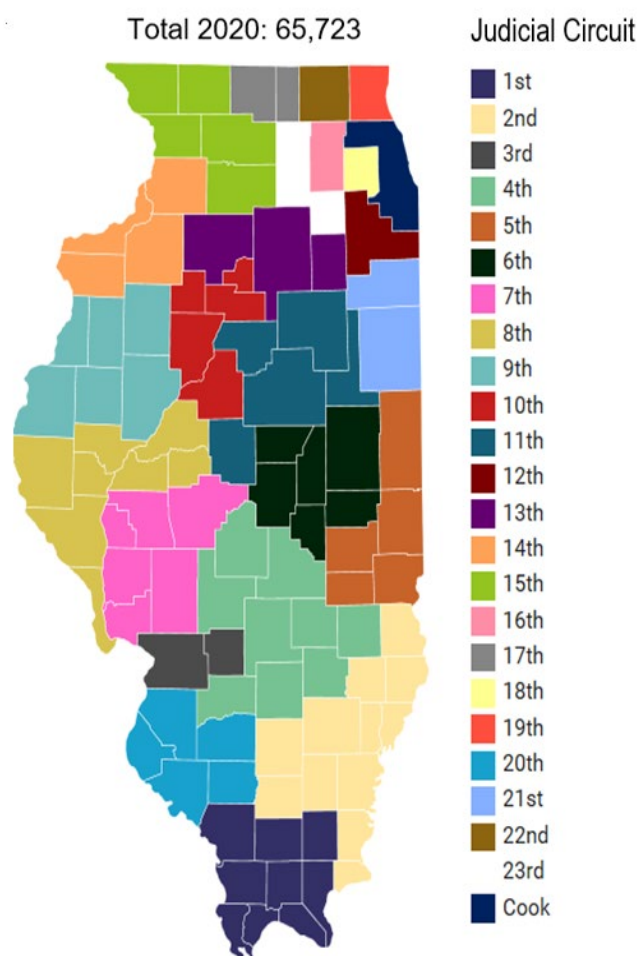 Total 2020: 65,723
Judicial Circuit
1st
2nd
3rd
4th
5th
6th
7th
8th
9th
10th
11th
12th
13th
14th
15th
16th
17th
18th
19th
20th
21st
22nd
23rd
Cook